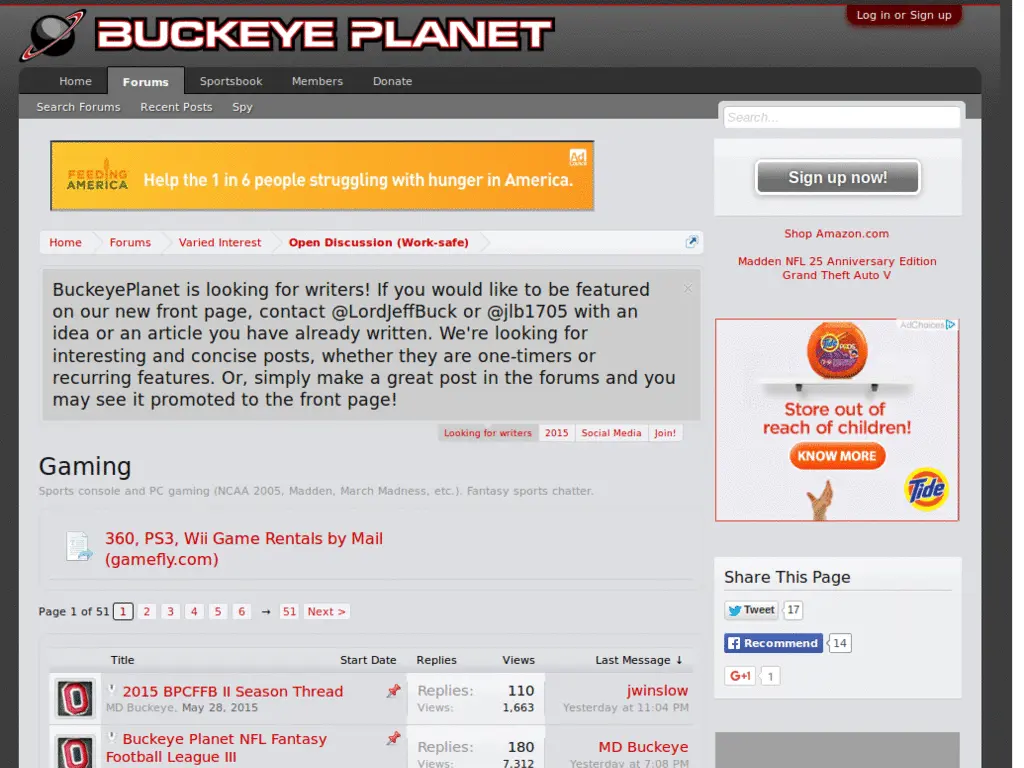 BUCKEYE PLANET
Log in or Sign up
Home Forums Sportsbook Members Donate
Search Forums Recent Posts Spy
Search...
FEEDING
AMERICA
Help the 1 in 6 people struggling with hunger in America.
Ad
Sign up now!
Shop Amazon.com
Madden NFL 25 Anniversary Edition
Grand Theft Auto V
Home Forums Varied Interest Open Discussion (Work-safe)
BuckeyePlanet is looking for writers! If you would like to be featured
on our new front page, contact @LordJeffBuck or @jlb1705 with an
idea or an article you have already written. We're looking for
interesting and concise posts, whether they are one-timers or
recurring features. Or, simply make a great post in the forums and you
may see it promoted to the front page!
Looking for writers 2015 Social Media Join!
AdChoices
Tide PODS
Store out of
reach of children!
KNOW MORE
Tide
Gaming
Sports console and PC gaming (NCAA 2005, Madden, March Madness, etc.). Fantasy sports chatter.
360, PS3, Wii Game Rentals by Mail
(gamefly.com)
Share This Page
Tweet 17
Recommend 14
G+1 1
Page 1 of 51 1 2 3 4 5 6 → 51 Next >
Title Start Date Replies Views Last Message ↓
2015 BPCFFB II Season Thread Replies: 110 jwinslow
MD Buckeye, May 28, 2015 Views: 1,663 Yesterday at 11:04 PM
Buckeye Planet NFL Fantasy
Football League III
Replies: 180 MD Buckeye
Views: 7,312 Yesterday at 7:08 PM